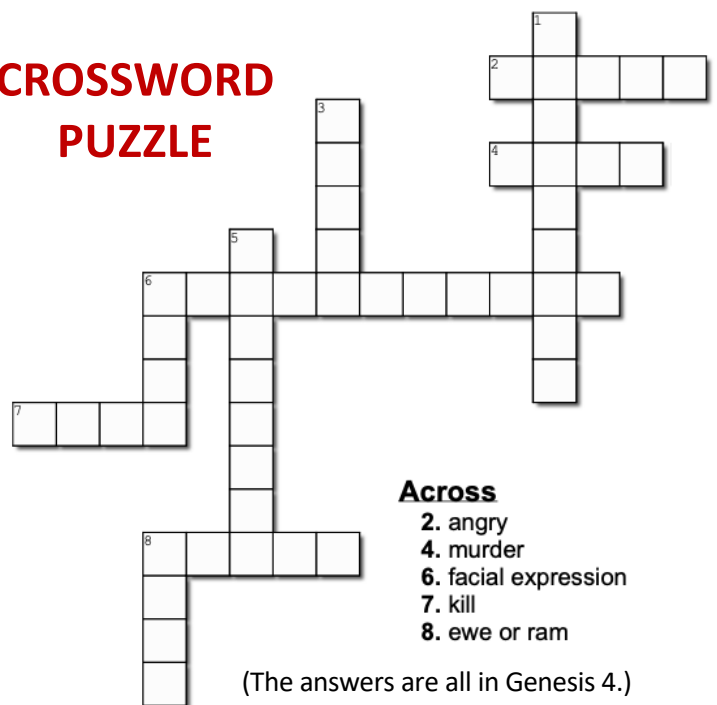 CROSSWORD
PUZZLE
1
2
3
4
5
6
7
8
Across
2. angry
4. murder
6. facial expression
7. kill
8. ewe or ram
(The answers are all in Genesis 4.)